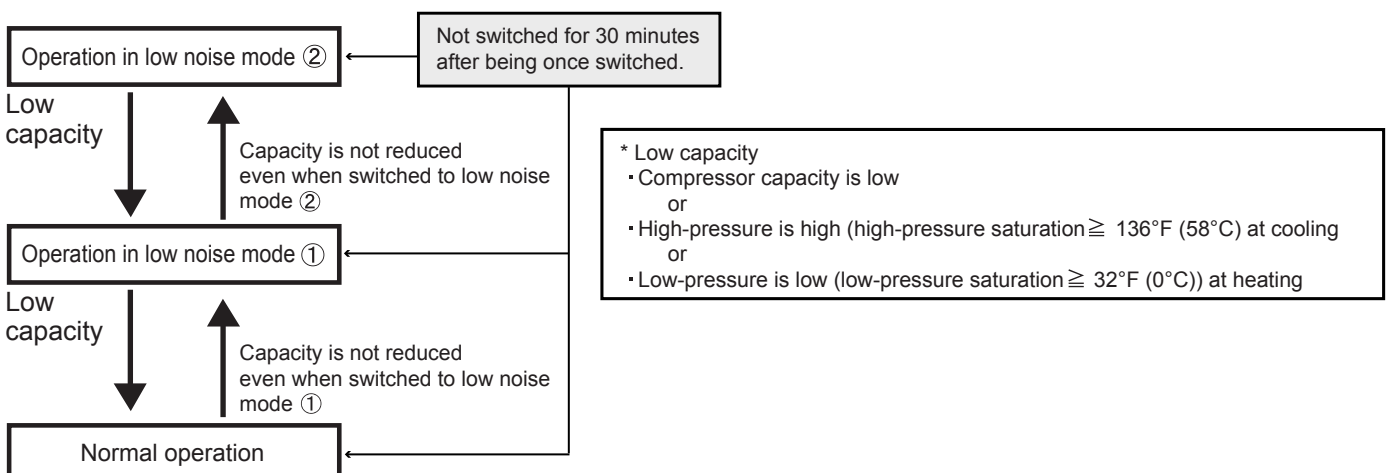 Operation in low noise mode ②
Not switched for 30 minutes
after being once switched.
Low
capacity
Capacity is not reduced
even when switched to low noise
mode ②
* Low capacity
▪Compressor capacity is low
or
▪High-pressure is high (high-pressure saturation≧ 136°F (58°C) at cooling
or
▪Low-pressure is low (low-pressure saturation≧ 32°F (0°C)) at heating
Operation in low noise mode ①
Low
capacity
Capacity is not reduced
even when switched to low noise
mode ①
Normal operation